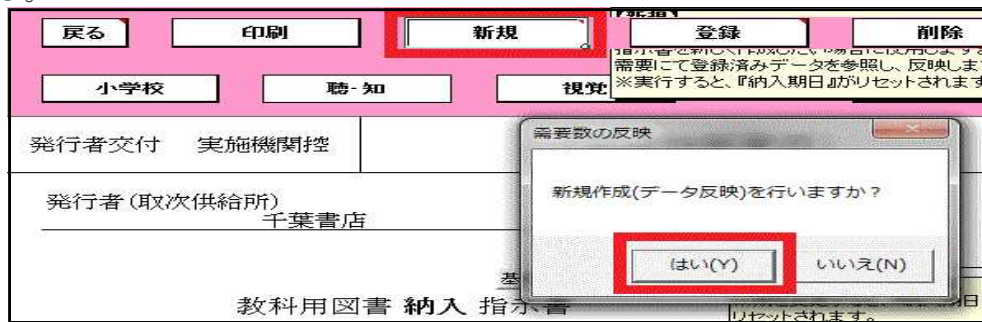 【新規】
戻る 印刷 新規 登録 削除
指示書を新しく作成したい場合に使用します
需要にて登録済みデータを参照し、反映しま
※実行すると、『納入期日』がリセットされます
小学校 聴・知 視覚
発行者交付 実施機関控
需要数の反映
新規作成(データ反映)を行いますか？
はい(Y) いいえ(N)
発行者(取次供給所)
千葉書店
教科用図書 納入 指示書
リセットされます。